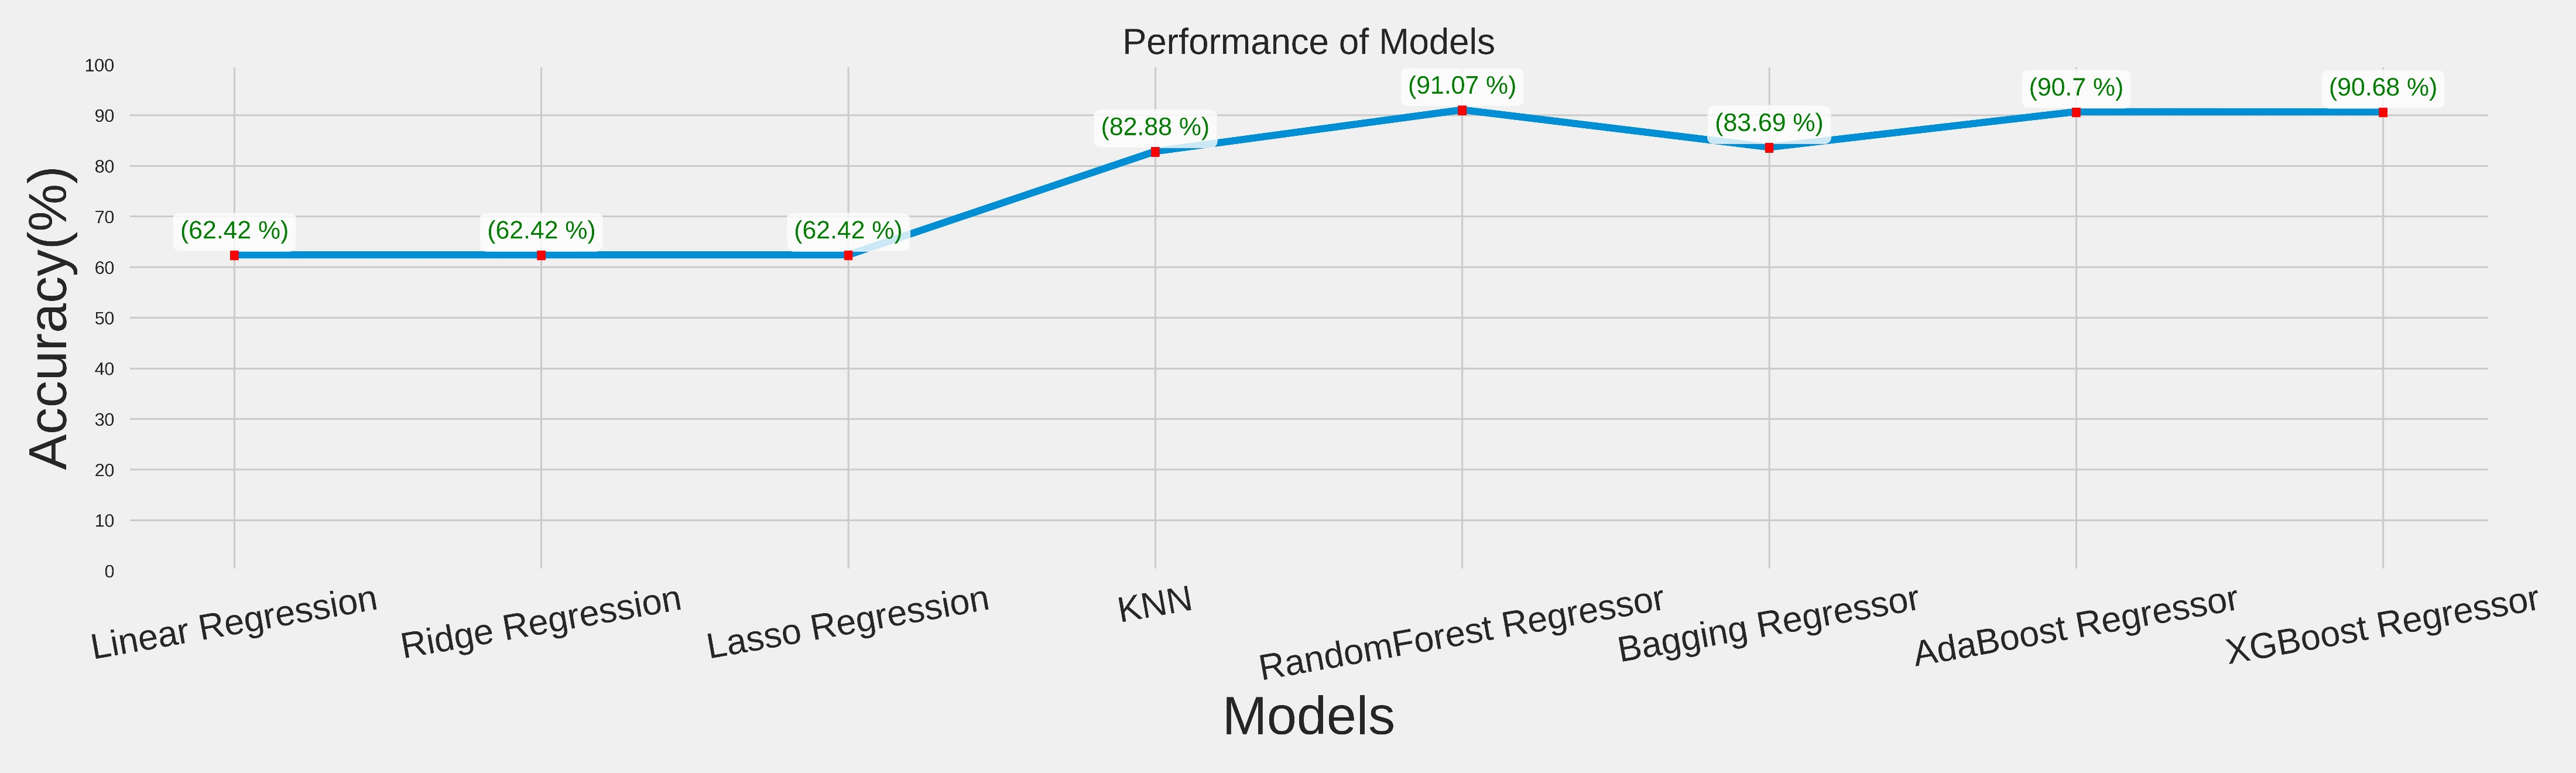 Performance of Models
Accuracy(%)
100
90
80
70
60
50
40
30
20
10
0
(62.42 %)
(62.42 %)
(62.42 %)
(82.88 %)
(91.07 %)
(83.69 %)
(90.7 %)
(90.68 %)
Linear Regression
Ridge Regression
Lasso Regression
KNN
RandomForest Regressor
Bagging Regressor
AdaBoost Regressor
XGBoost Regressor
Models